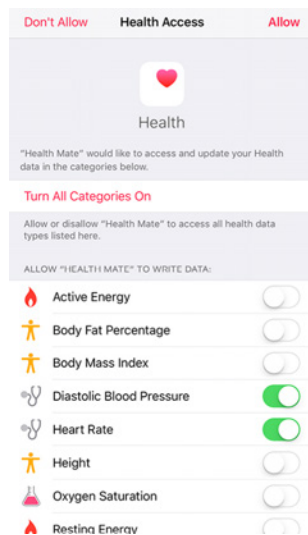 Don't Allow Health Access Allow
Health
"Health Mate" would like to access and update your Health
data in the categories below.
Turn All Categories On
Allow or disallow "Health Mate" to access all health data
types listed here.
ALLOW "HEALTH MATE" TO WRITE DATA:
Active Energy
Body Fat Percentage
Body Mass Index
Diastolic Blood Pressure
Heart Rate
Height
Oxygen Saturation
Resting Energy